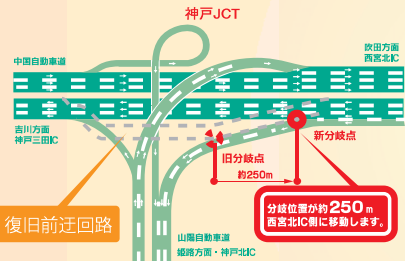 神戸JCT
中国自動車道
吹田方面
西宮北IC
吉川方面
神戸三田IC
旧分岐点
新分岐点
約250m
分岐位置が約250m
西宮北IC側に移動します。
復旧前迂回路
山陽自動車道
姫路方面・神戸北IC